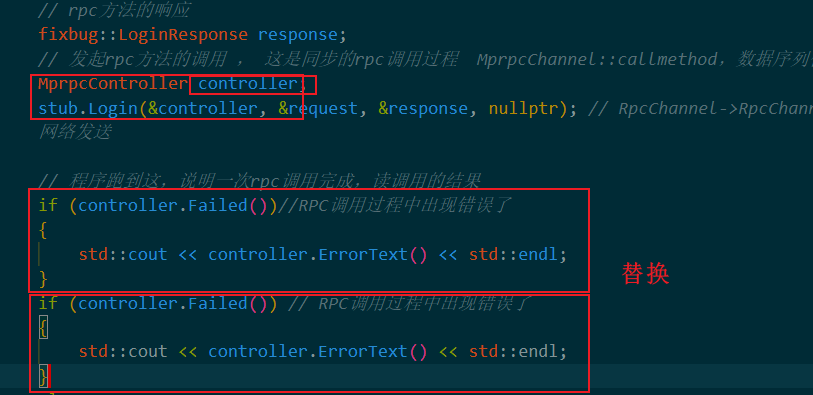 // rpc方法的响应
fixbug::LoginResponse response;
// 发起rpc方法的调用 , 这是同步的rpc调用过程 MprpcChannel::callmethod,数据序列
MprpcController controller;
stub.Login(&controller, &request, &response, nullptr); // RpcChannel->RpcChann
网络发送
// 程序跑到这，说明一次rpc调用完成，读调用的结果
if (controller.Failed())//RPC调用过程中出现错误了
{
std::cout << controller.ErrorText() << std::endl;
}
替换
if (controller.Failed()) // RPC调用过程中出现错误了
{
std::cout << controller.ErrorText() << std::endl;
}